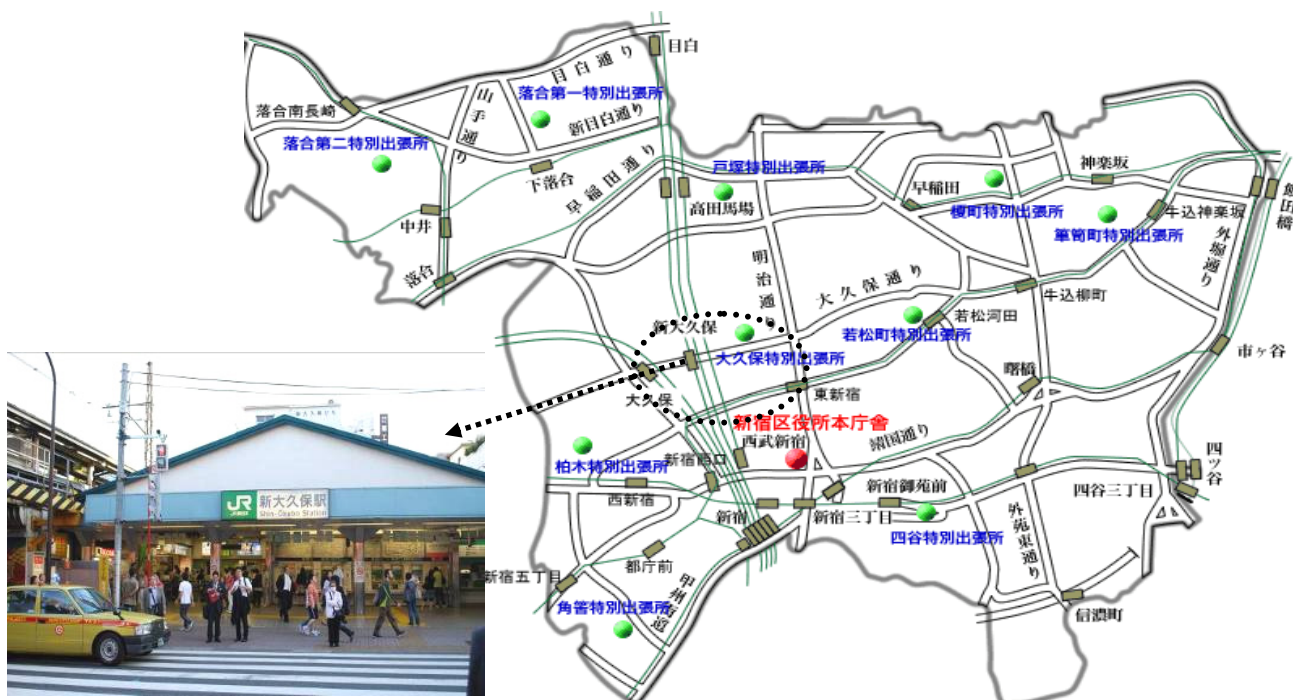 目白
目白通り
落合第一特別出張所
山手通り
落合南長崎
新目白通り
落合第二特別出張所
戸塚特別出張所
下落合
早稲田通り
神楽坂
早稲田
飯田橋
高田馬場
榎町特別出張所
牛込神楽坂
中井
箪笥町特別出張所
外堀通り
落合
明治通り
大久保通り
牛込柳町
新大久保
若松河田
若松町特別出張所
大久保特別出張所
市ヶ谷
曙橋
大久保
東新宿
新宿区役所本庁舎
西武新宿
靖国通り
柏木特別出張所
新宿西口
四ツ谷
西新宿
新宿御苑前
四谷三丁目
新宿
新宿三丁目
外苑東通り
四谷特別出張所
都庁前
新宿五丁目
甲州街道
角筈特別出張所
信濃町
JR
新大久保駅
Shin-Ōkubo Station